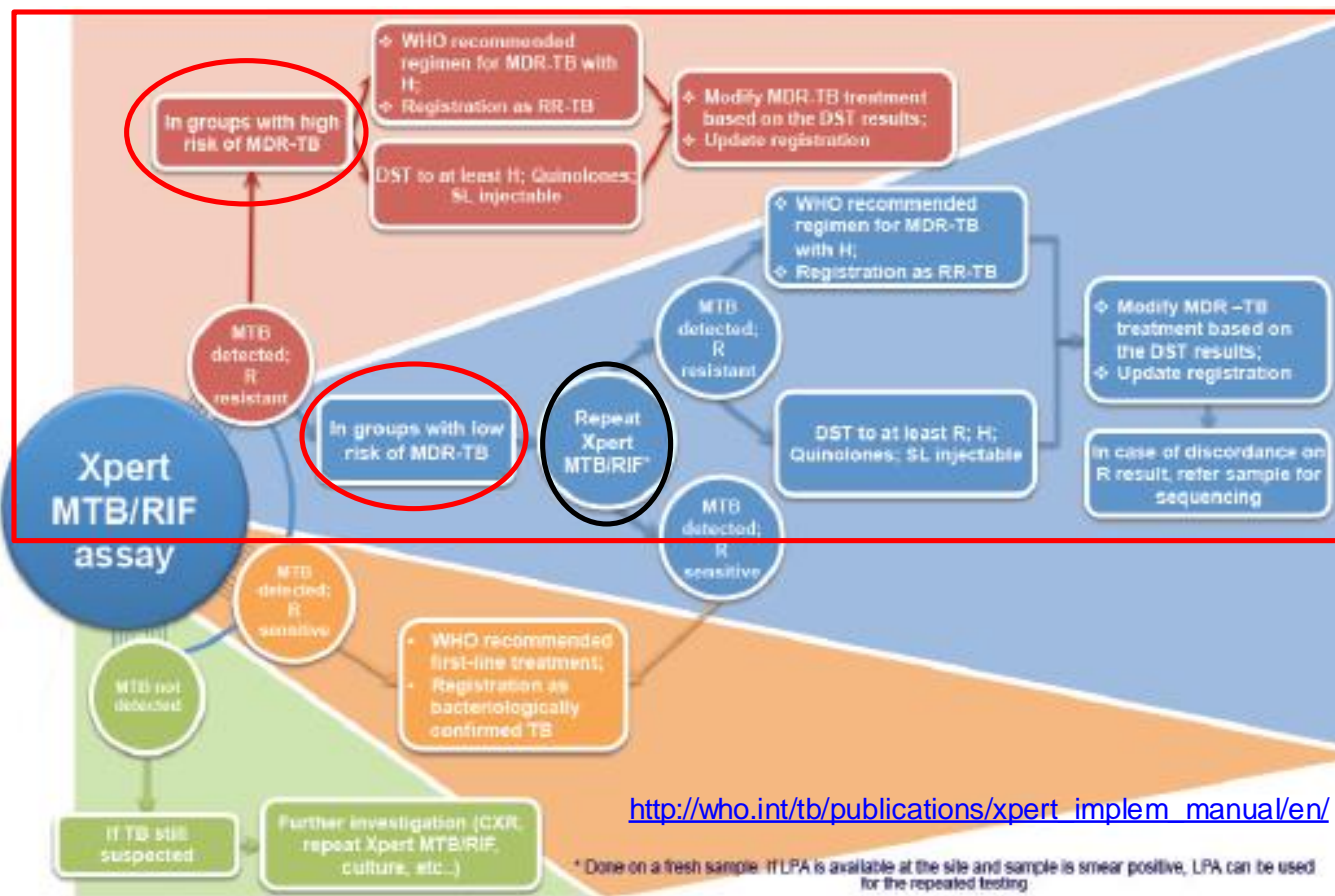 ❖ WHO recommended
regimen for MDR-TB with
H;
❖ Registration as RR-TB
In groups with high
risk of MDR-TB
❖ Modify MDR-TB treatment
based on the DST results;
❖ Update registration
DST to at least H; Quinolones;
SL injectable
MTB
detected;
R
resistant
❖ WHO recommended
regimen for MDR-TB
with H;
❖ Registration as RR-TB
MTB
detected;
R
resistant
❖ Modify MDR –TB
treatment based on
the DST results;
❖ Update registration
In groups with low
risk of MDR-TB
Repeat
Xpert
MTB/RIF*
DST to at least R; H;
Quinolones; SL injectable
In case of discordance on
R result, refer sample for
sequencing
Xpert
MTB/RIF
assay
MTB
detected;
R
sensitive
MTB
detected;
R
sensitive
• WHO recommended
first-line treatment;
• Registration as
bacteriologically
confirmed TB
MTB not
detected
If TB still
suspected
Further investigation (CXR,
repeat Xpert MTB/RIF,
culture, etc..)
http://who.int/tb/publications/xpert_implem_manual/en/
* Done on a fresh sample. If LPA is available at the site and sample is smear positive, LPA can be used
for the repeated testing